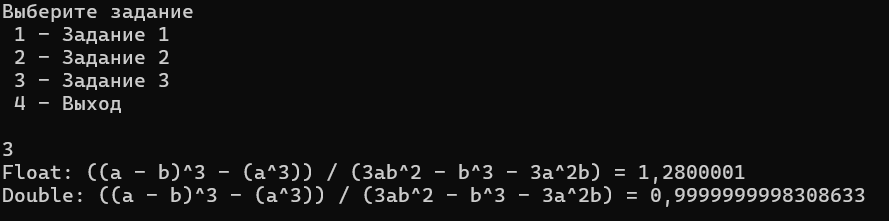 Выберите задание
1 - Задание 1
2 - Задание 2
3 - Задание 3
4 - Выход
3
Float: ((a - b)^3 - (a^3)) / (3ab^2 - b^3 - 3a^2b) = 1,2800001
Double: ((a - b)^3 - (a^3)) / (3ab^2 - b^3 - 3a^2b) = 0,9999999998308633